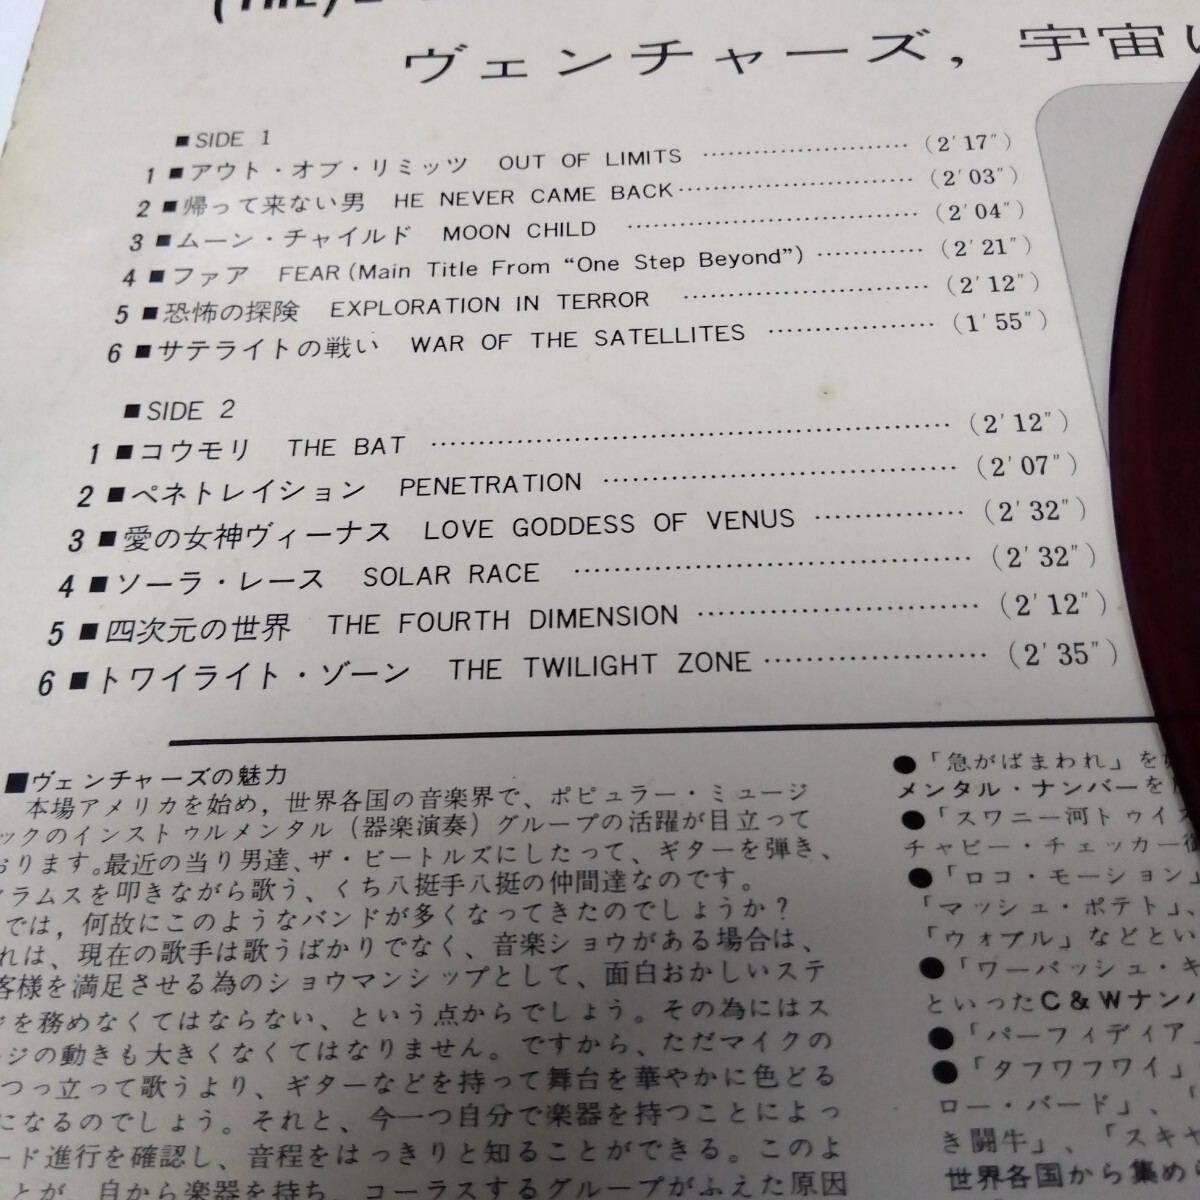 (THE)
ヴェンチャーズ, 宇宙
■ SIDE 1
1 ■ アウト・オブ・リミッツ OUT OF LIMITS ………………………… (2′17″)
2 ■ 帰って来ない男 HE NEVER CAME BACK ………………………… (2′03″)
3 ■ ムーン・チャイルド MOON CHILD ………………………… (2′04″)
4 ■ ファア FEAR (Main Title From “One Step Beyond”) ………… (2′21″)
5 ■ 恐怖の探険 EXPLORATION IN TERROR ………………………… (2′12″)
6 ■ サテライトの戦い WAR OF THE SATELLITES ………………… (1′55″)
■ SIDE 2
1 ■ コウモリ THE BAT ………………………………………… (2′12″)
2 ■ ペネトレイション PENETRATION ………………………… (2′07″)
3 ■ 愛の女神ヴィーナス LOVE GODDESS OF VENUS ………… (2′32″)
4 ■ ソーラ・レース SOLAR RACE ………………………… (2′32″)
5 ■ 四次元の世界 THE FOURTH DIMENSION ………………… (2′12″)
6 ■ トワイライト・ゾーン THE TWILIGHT ZONE ………………… (2′35″)
■ヴェンチャーズの魅力
本場アメリカを始め, 世界各国の音楽界で、ポピュラー・ミュージ
ックのインストゥルメンタル (器楽演奏) グループの活躍が目立って
おります。最近の当り男達、ザ・ビートルズにしたって、ギターを弾き、
ラムスを叩きながら歌う、くち八挺手八挺の仲間達なのです。
では, 何故にこのようなバンドが多くなってきたのでしょうか?
れは、現在の歌手は歌うばかりでなく、音楽ショウがある場合は、
客様を満足させる為のショウマンシップとして、面白おかしいステ
を務めなくてはならない、という点からでしょう。その為にはス
ジの動きも大きくなくてはなりません。ですから、ただマイクの
つっ立って歌うより、ギターなどを持って舞台を華やかに色どる
になるのでしょう。それと、今一つ自分で楽器を持つことによっ
ード進行を確認し、音程をはっきりと知ることができる。このよ
ことが、自から楽器を持ち、コーラスするグループがふえた原因
●「急がばまわれ」を
メンタル・ナンバーを
●「スワニー河トゥイス
チャビー・チェッカー
●「ロコ・モーション」
「マッシュ・ポテト」、
「ウォブル」などとい
●「ワーバッシュ・キ
といったC&Wナンバ
●「パーフィディア」
●「タフワフワイ」
ロー・バード」、「
き闘牛」、「スキヤ
世界各国から集め